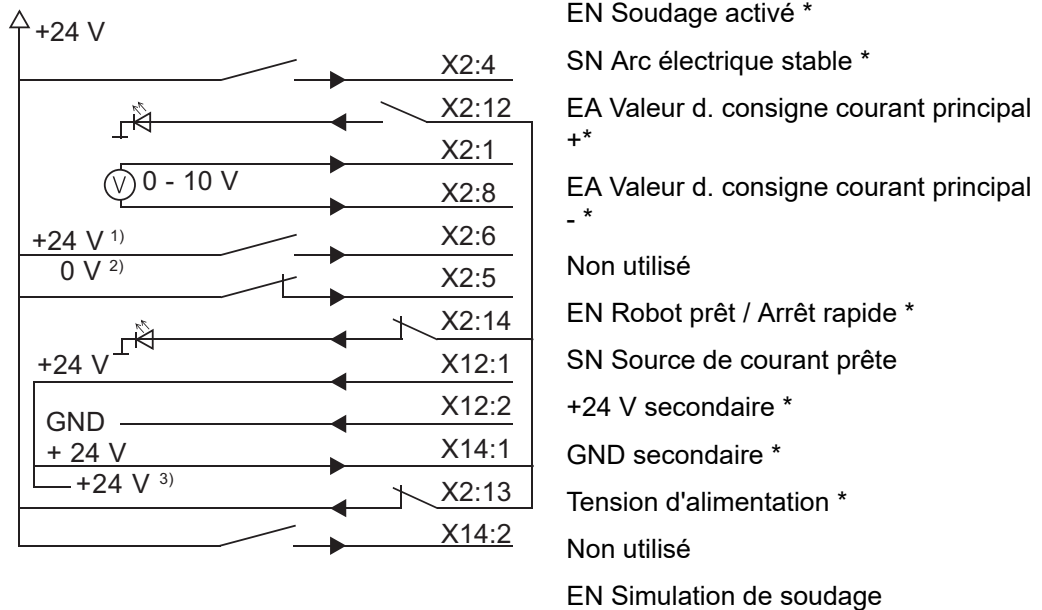 +24 V
X2:4
X2:12
X2:1
0 - 10 V
X2:8
+24 V 1)
X2:6
0 V 2)
X2:5
X2:14
+24 V
X12:1
GND
X12:2
+ 24 V
X14:1
+24 V 3)
X2:13
X14:2
V
EN Soudage activé *
SN Arc électrique stable *
EA Valeur d. consigne courant principal
+*
EA Valeur d. consigne courant principal
- *
Non utilisé
EN Robot prêt / Arrêt rapide *
SN Source de courant prête
+24 V secondaire *
GND secondaire *
Tension d'alimentation *
Non utilisé
EN Simulation de soudage